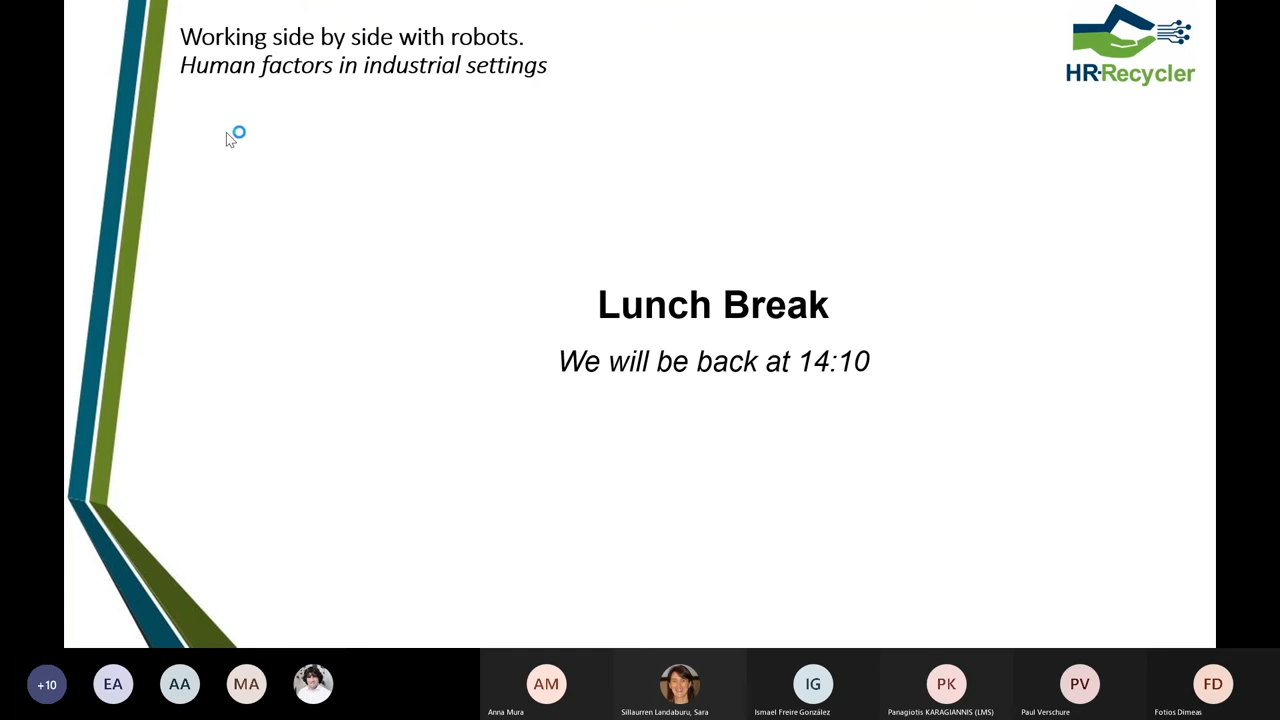 Working side by side with robots.
Human factors in industrial settings
HR-Recycler
Lunch Break
We will be back at 14:10
+10
EA
AA
MA
AM
IG
PK
PV
FD
Anna Mura
Sillaurren Landaburu, Sara
Ismael Freire González
Panagiotis KARAGIANNIS (LMS)
Paul Verschure
Fotios Dimeas